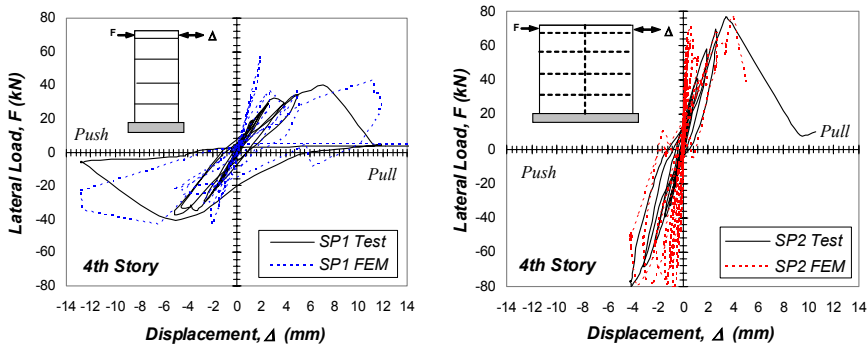 80
60
40
20
0
-20
-40
-60
-80
Lateral Load, F (kN)
F
Δ
Push
Pull
SP1 Test
SP1 FEM
4th Story
-14 -12 -10 -8 -6 -4 -2 0 2 4 6 8 10 12 14
Displacement, Δ (mm)
80
60
40
20
0
-20
-40
-60
-80
Lateral Load, F (kN)
F
Δ
Pull
Push
SP2 Test
SP2 FEM
4th Story
-14 -12 -10 -8 -6 -4 -2 0 2 4 6 8 10 12 14
Displacement, Δ (mm)